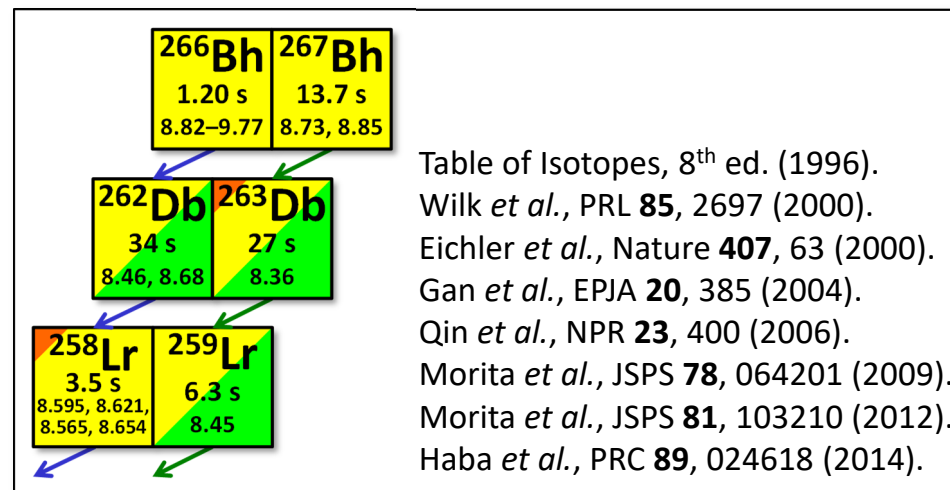 ²⁶⁶Bh ²⁶⁷Bh
1.20 s 13.7 s
8.82–9.77 8.73, 8.85
²⁶²Db ²⁶³Db
34 s 27 s
8.46, 8.68 8.36
²⁵⁸Lr ²⁵⁹Lr
3.5 s 6.3 s
8.595, 8.621, 8.45
8.565, 8.654
Table of Isotopes, 8ᵗʰ ed. (1996).
Wilk et al., PRL 85, 2697 (2000).
Eichler et al., Nature 407, 63 (2000).
Gan et al., EPJA 20, 385 (2004).
Qin et al., NPR 23, 400 (2006).
Morita et al., JSPS 78, 064201 (2009).
Morita et al., JSPS 81, 103210 (2012).
Haba et al., PRC 89, 024618 (2014).